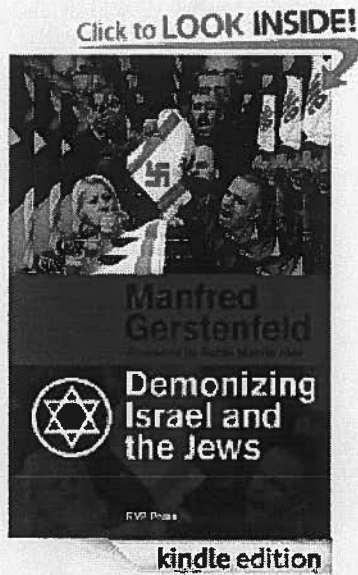 Click to LOOK INSIDE!
Manfred
Gerstenfeld
Demonizing
Israel and
the Jews
RVP Press
kindle edition